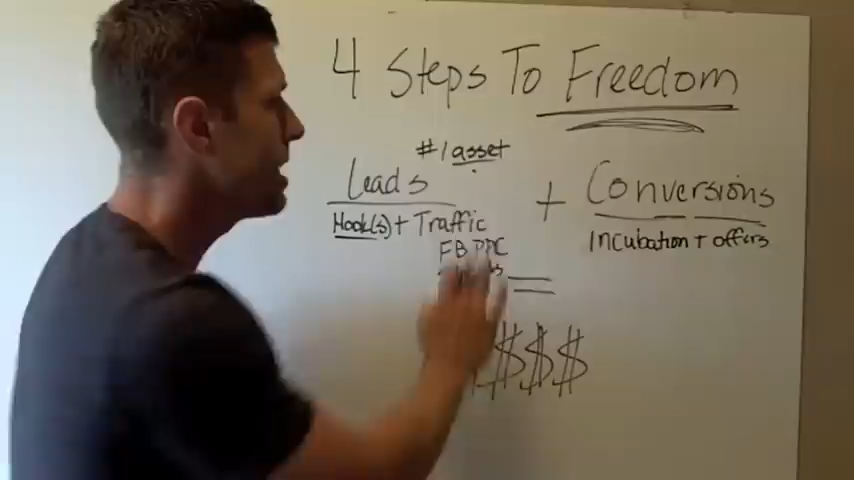 4 Steps To Freedom
#1 asset
Leads + Conversions
Hook(s) + Traffic
Incubation + offers
FB PPC
=
$$$